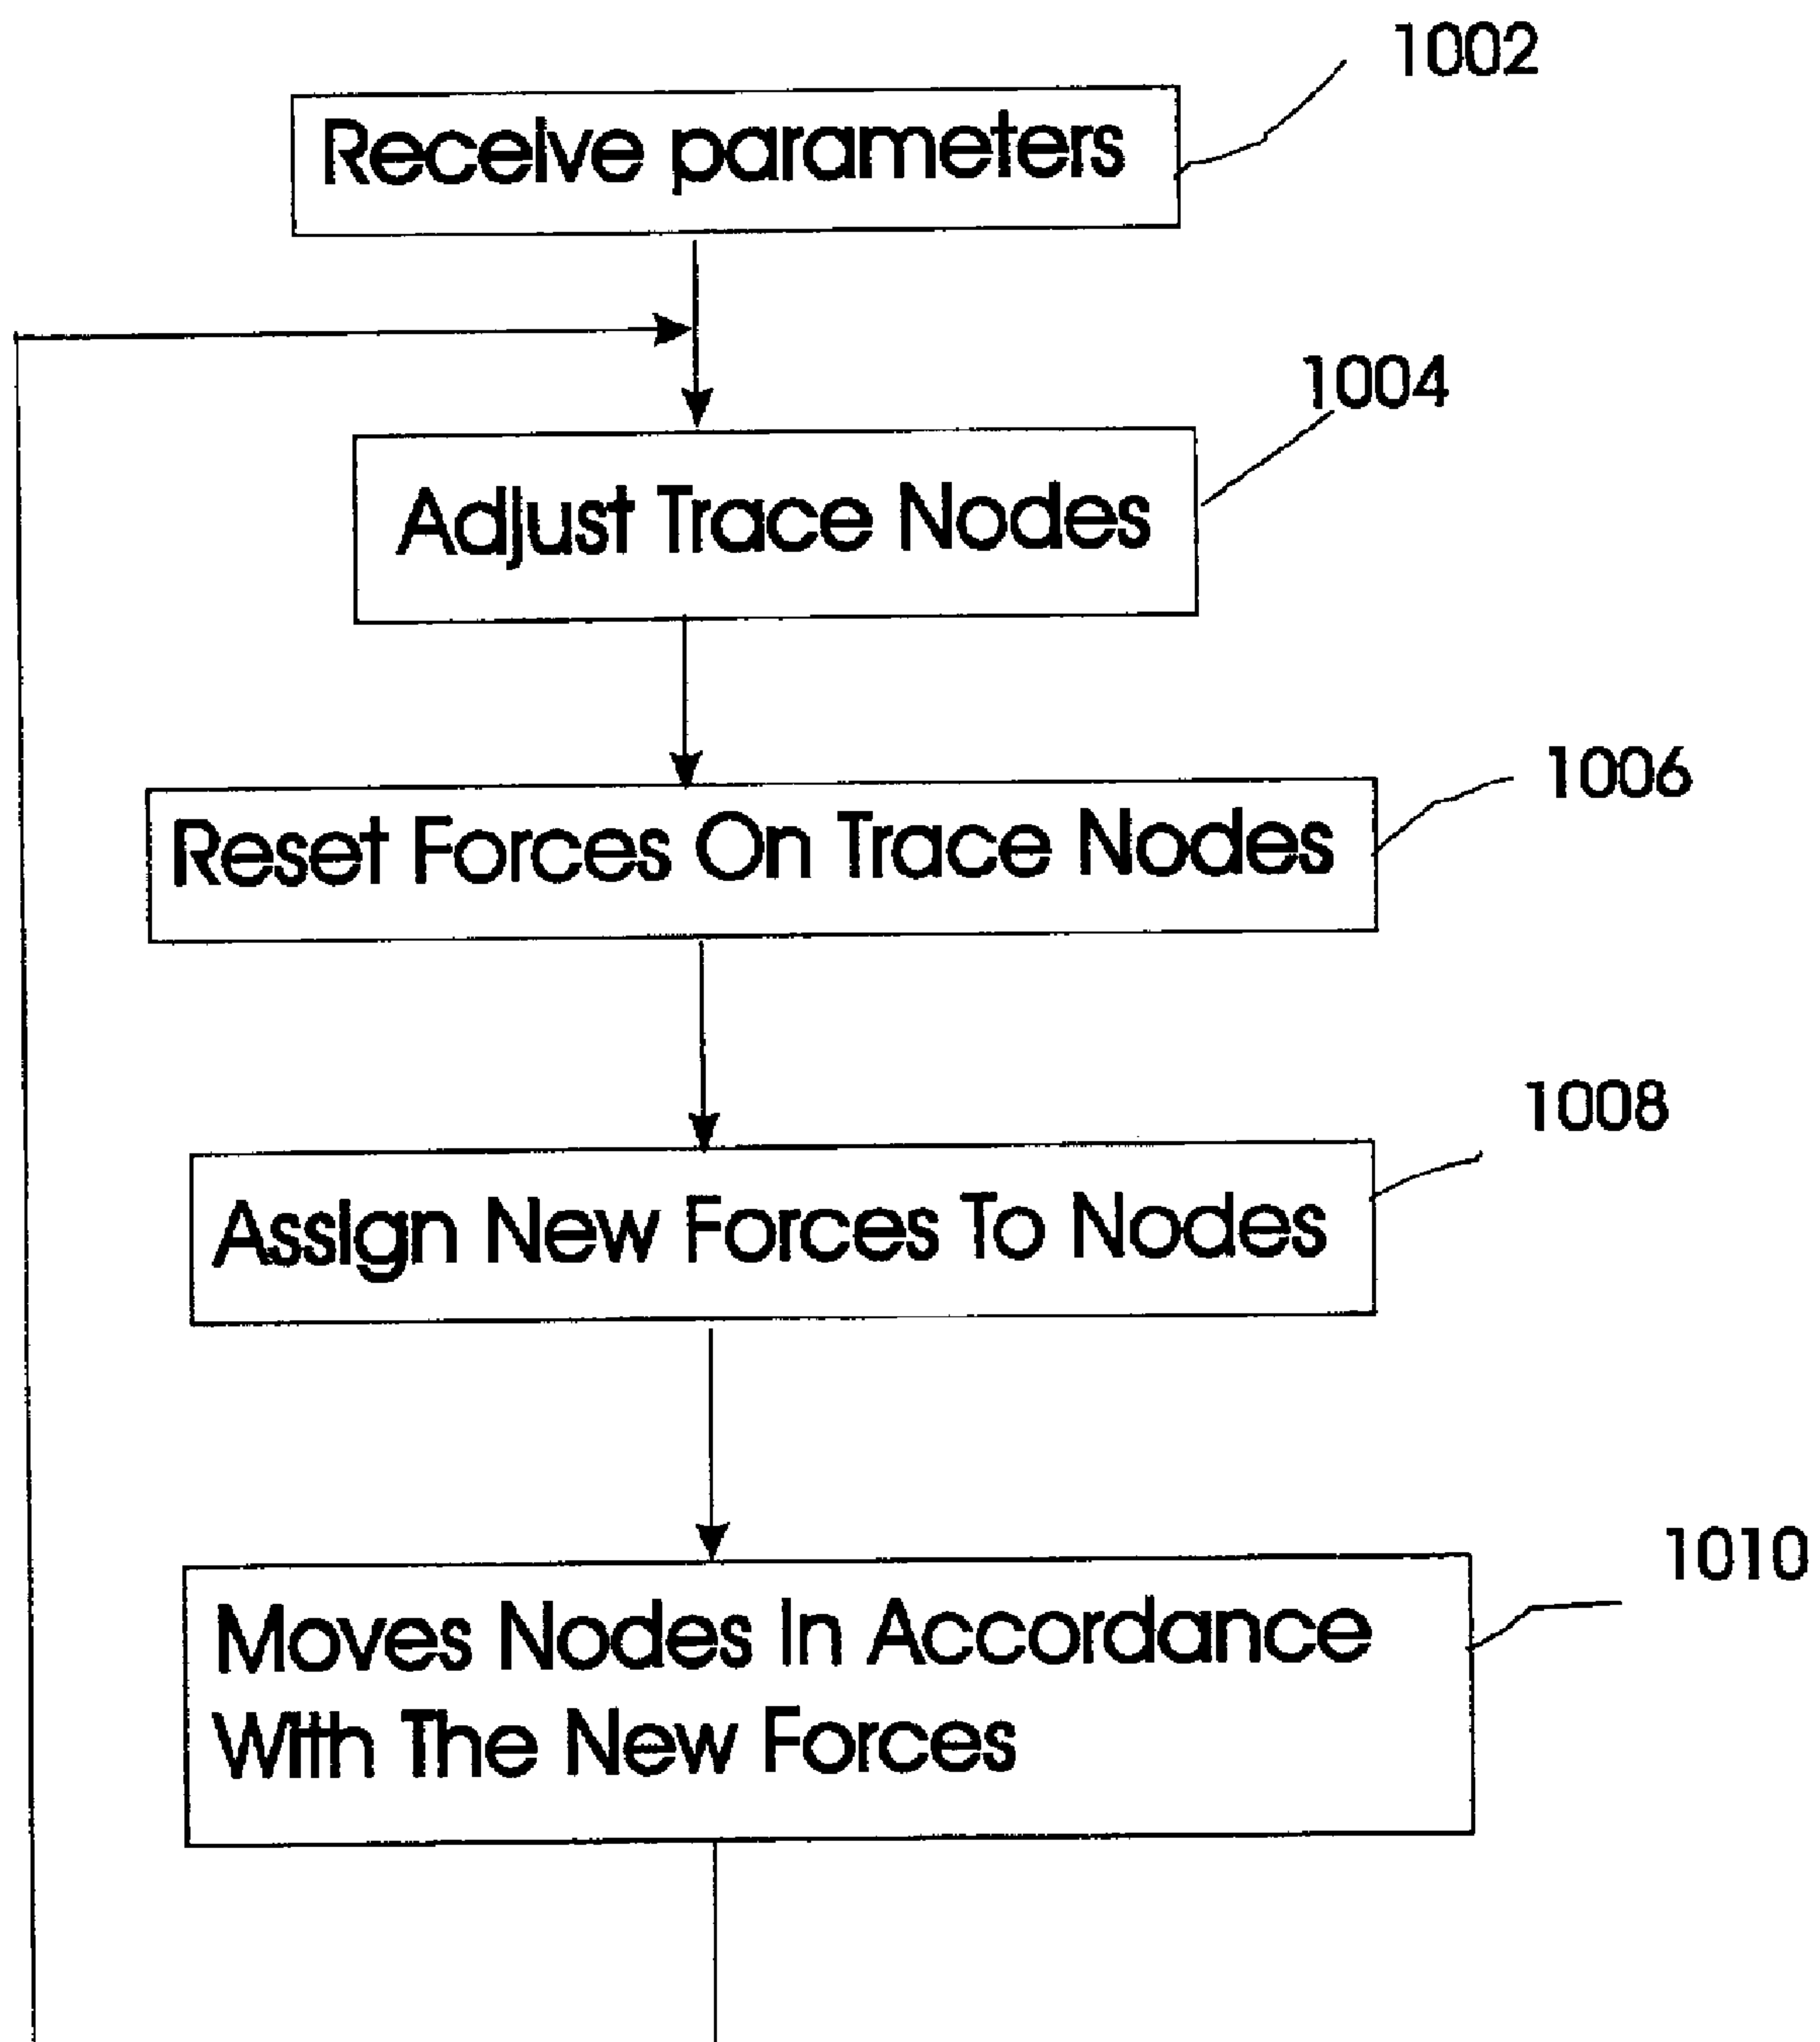 1002
Receive parameters
1004
Adjust Trace Nodes
1006
Reset Forces On Trace Nodes
1008
Assign New Forces To Nodes
1010
Moves Nodes In Accordance
With The New Forces